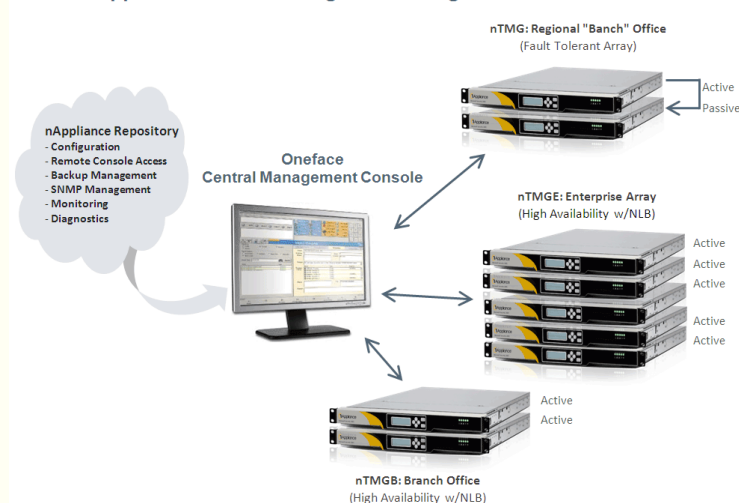 nTMG: Regional "Banch" Office
(Fault Tolerant Array)
Active
Passive
nAppliance Repository
- Configuration
- Remote Console Access
- Backup Management
- SNMP Management
- Monitoring
- Diagnostics
Oneface
Central Management Console
nTMGE: Enterprise Array
(High Availability w/NLB)
Active
Active
Active
Active
Active
Active
Active
nTMGB: Branch Office
(High Availability w/NLB)